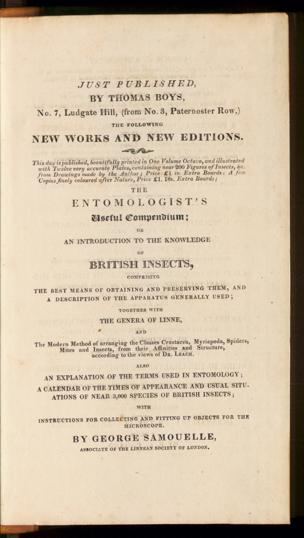 JUST PUBLISHED,
BY THOMAS BOYS,
No. 7, Ludgate Hill, (from No. 3, Paternoster Row,)
THE FOLLOWING
NEW WORKS AND NEW EDITIONS.
This day is published, beautifully printed in One Volume Octavo, and illustrated
with Twelve very accurate Plates, containing near 200 Figures of Insects, &c.
from Drawings made by the Author; Price £1 in Extra Boards: A few
Copies finely coloured after Nature, Price £1. 16s. Extra Boards;
THE
ENTOMOLOGIST'S
Useful Compendium;
OR
AN INTRODUCTION TO THE KNOWLEDGE
OF
BRITISH INSECTS,
COMPRISING
THE BEST MEANS OF OBTAINING AND PRESERVING THEM, AND
A DESCRIPTION OF THE APPARATUS GENERALLY USED;
TOGETHER WITH
THE GENERA OF LINNE,
AND
The Modern Method of arranging the Classes Crustacea, Myriapoda, Spiders,
Mites and Insects, from their Affinities and Structure,
according to the views of DR. LEACH.
ALSO
AN EXPLANATION OF THE TERMS USED IN ENTOMOLOGY;
A CALENDAR OF THE TIMES OF APPEARANCE AND USUAL SITU-
ATIONS OF NEAR 3,000 SPECIES OF BRITISH INSECTS;
WITH
INSTRUCTIONS FOR COLLECTING AND FITTING UP OBJECTS FOR THE
MICROSCOPE.
BY GEORGE SAMOUELLE,
ASSOCIATE OF THE LINNEAN SOCIETY OF LONDON.